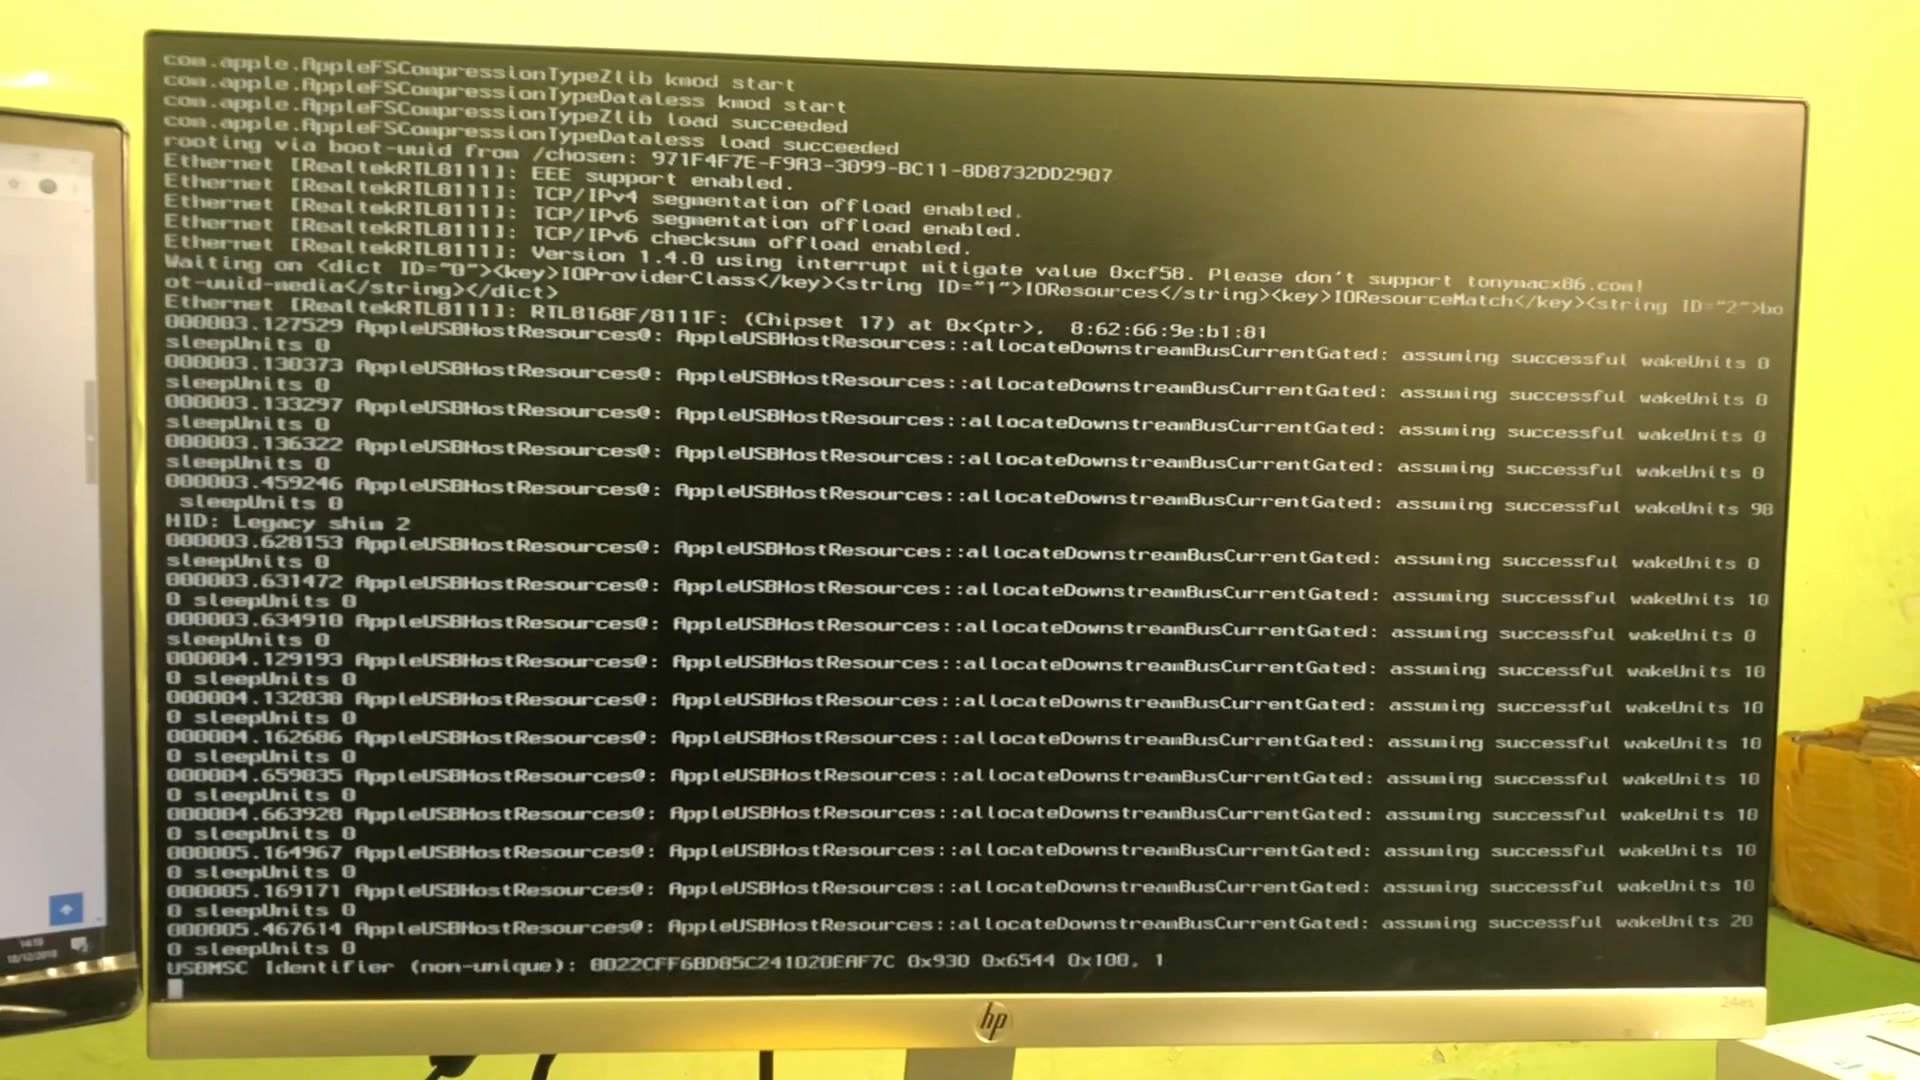 com.apple.AppleFSCompressionTypeZlib kmod start
com.apple.AppleFSCompressionTypeDataless kmod start
com.apple.AppleFSCompressionTypeZlib load succeeded
com.apple.AppleFSCompressionTypeDataless load succeeded
rooting via boot-uuid from /chosen: 971F4F7E-F9A3-3099-BC11-8D8732DD2907
Ethernet [RealtekRTL8111]: EEE support enabled.
Ethernet [RealtekRTL8111]: TCP/IPv4 segmentation offload enabled.
Ethernet [RealtekRTL8111]: TCP/IPv6 segmentation offload enabled.
Ethernet [RealtekRTL8111]: TCP/IPv6 checksum offload enabled.
Ethernet [RealtekRTL8111]: Version 1.4.0 using interrupt mitigate value 0xcf58. Please don't support tonymacx86.com!
Waiting on <dict ID="0"><key>IOProviderClass</key><string ID="1">IOResources</string><key>IOResourceMatch</key><string ID="2">bo
ot-uuid-media</string></dict>
Ethernet [RealtekRTL8111]: RTL8168F/8111F: (Chipset 17) at 0x<ptr>, 8:62:66:9e:b1:81
000003.127529 AppleUSBHostResources@: AppleUSBHostResources::allocateDownstreamBusCurrentGated: assuming successful wakeUnits 0
sleepUnits 0
000003.130373 AppleUSBHostResources@: AppleUSBHostResources::allocateDownstreamBusCurrentGated: assuming successful wakeUnits 0
sleepUnits 0
000003.133297 AppleUSBHostResources@: AppleUSBHostResources::allocateDownstreamBusCurrentGated: assuming successful wakeUnits 0
sleepUnits 0
000003.136322 AppleUSBHostResources@: AppleUSBHostResources::allocateDownstreamBusCurrentGated: assuming successful wakeUnits 0
sleepUnits 0
000003.459246 AppleUSBHostResources@: AppleUSBHostResources::allocateDownstreamBusCurrentGated: assuming successful wakeUnits 98
sleepUnits 0
HID: Legacy shim 2
000003.628153 AppleUSBHostResources@: AppleUSBHostResources::allocateDownstreamBusCurrentGated: assuming successful wakeUnits 0
sleepUnits 0
000003.631472 AppleUSBHostResources@: AppleUSBHostResources::allocateDownstreamBusCurrentGated: assuming successful wakeUnits 10
0 sleepUnits 0
000003.634910 AppleUSBHostResources@: AppleUSBHostResources::allocateDownstreamBusCurrentGated: assuming successful wakeUnits 0
sleepUnits 0
000004.129193 AppleUSBHostResources@: AppleUSBHostResources::allocateDownstreamBusCurrentGated: assuming successful wakeUnits 10
0 sleepUnits 0
000004.132838 AppleUSBHostResources@: AppleUSBHostResources::allocateDownstreamBusCurrentGated: assuming successful wakeUnits 10
0 sleepUnits 0
000004.162686 AppleUSBHostResources@: AppleUSBHostResources::allocateDownstreamBusCurrentGated: assuming successful wakeUnits 10
0 sleepUnits 0
000004.659835 AppleUSBHostResources@: AppleUSBHostResources::allocateDownstreamBusCurrentGated: assuming successful wakeUnits 10
0 sleepUnits 0
000004.663928 AppleUSBHostResources@: AppleUSBHostResources::allocateDownstreamBusCurrentGated: assuming successful wakeUnits 10
0 sleepUnits 0
000005.164967 AppleUSBHostResources@: AppleUSBHostResources::allocateDownstreamBusCurrentGated: assuming successful wakeUnits 10
0 sleepUnits 0
000005.169171 AppleUSBHostResources@: AppleUSBHostResources::allocateDownstreamBusCurrentGated: assuming successful wakeUnits 10
0 sleepUnits 0
000005.467614 AppleUSBHostResources@: AppleUSBHostResources::allocateDownstreamBusCurrentGated: assuming successful wakeUnits 20
0 sleepUnits 0
USBMSC Identifier (non-unique): 8022CFF6BD85C241020EAF7C 0x930 0x6544 0x100, 1
hp
24es